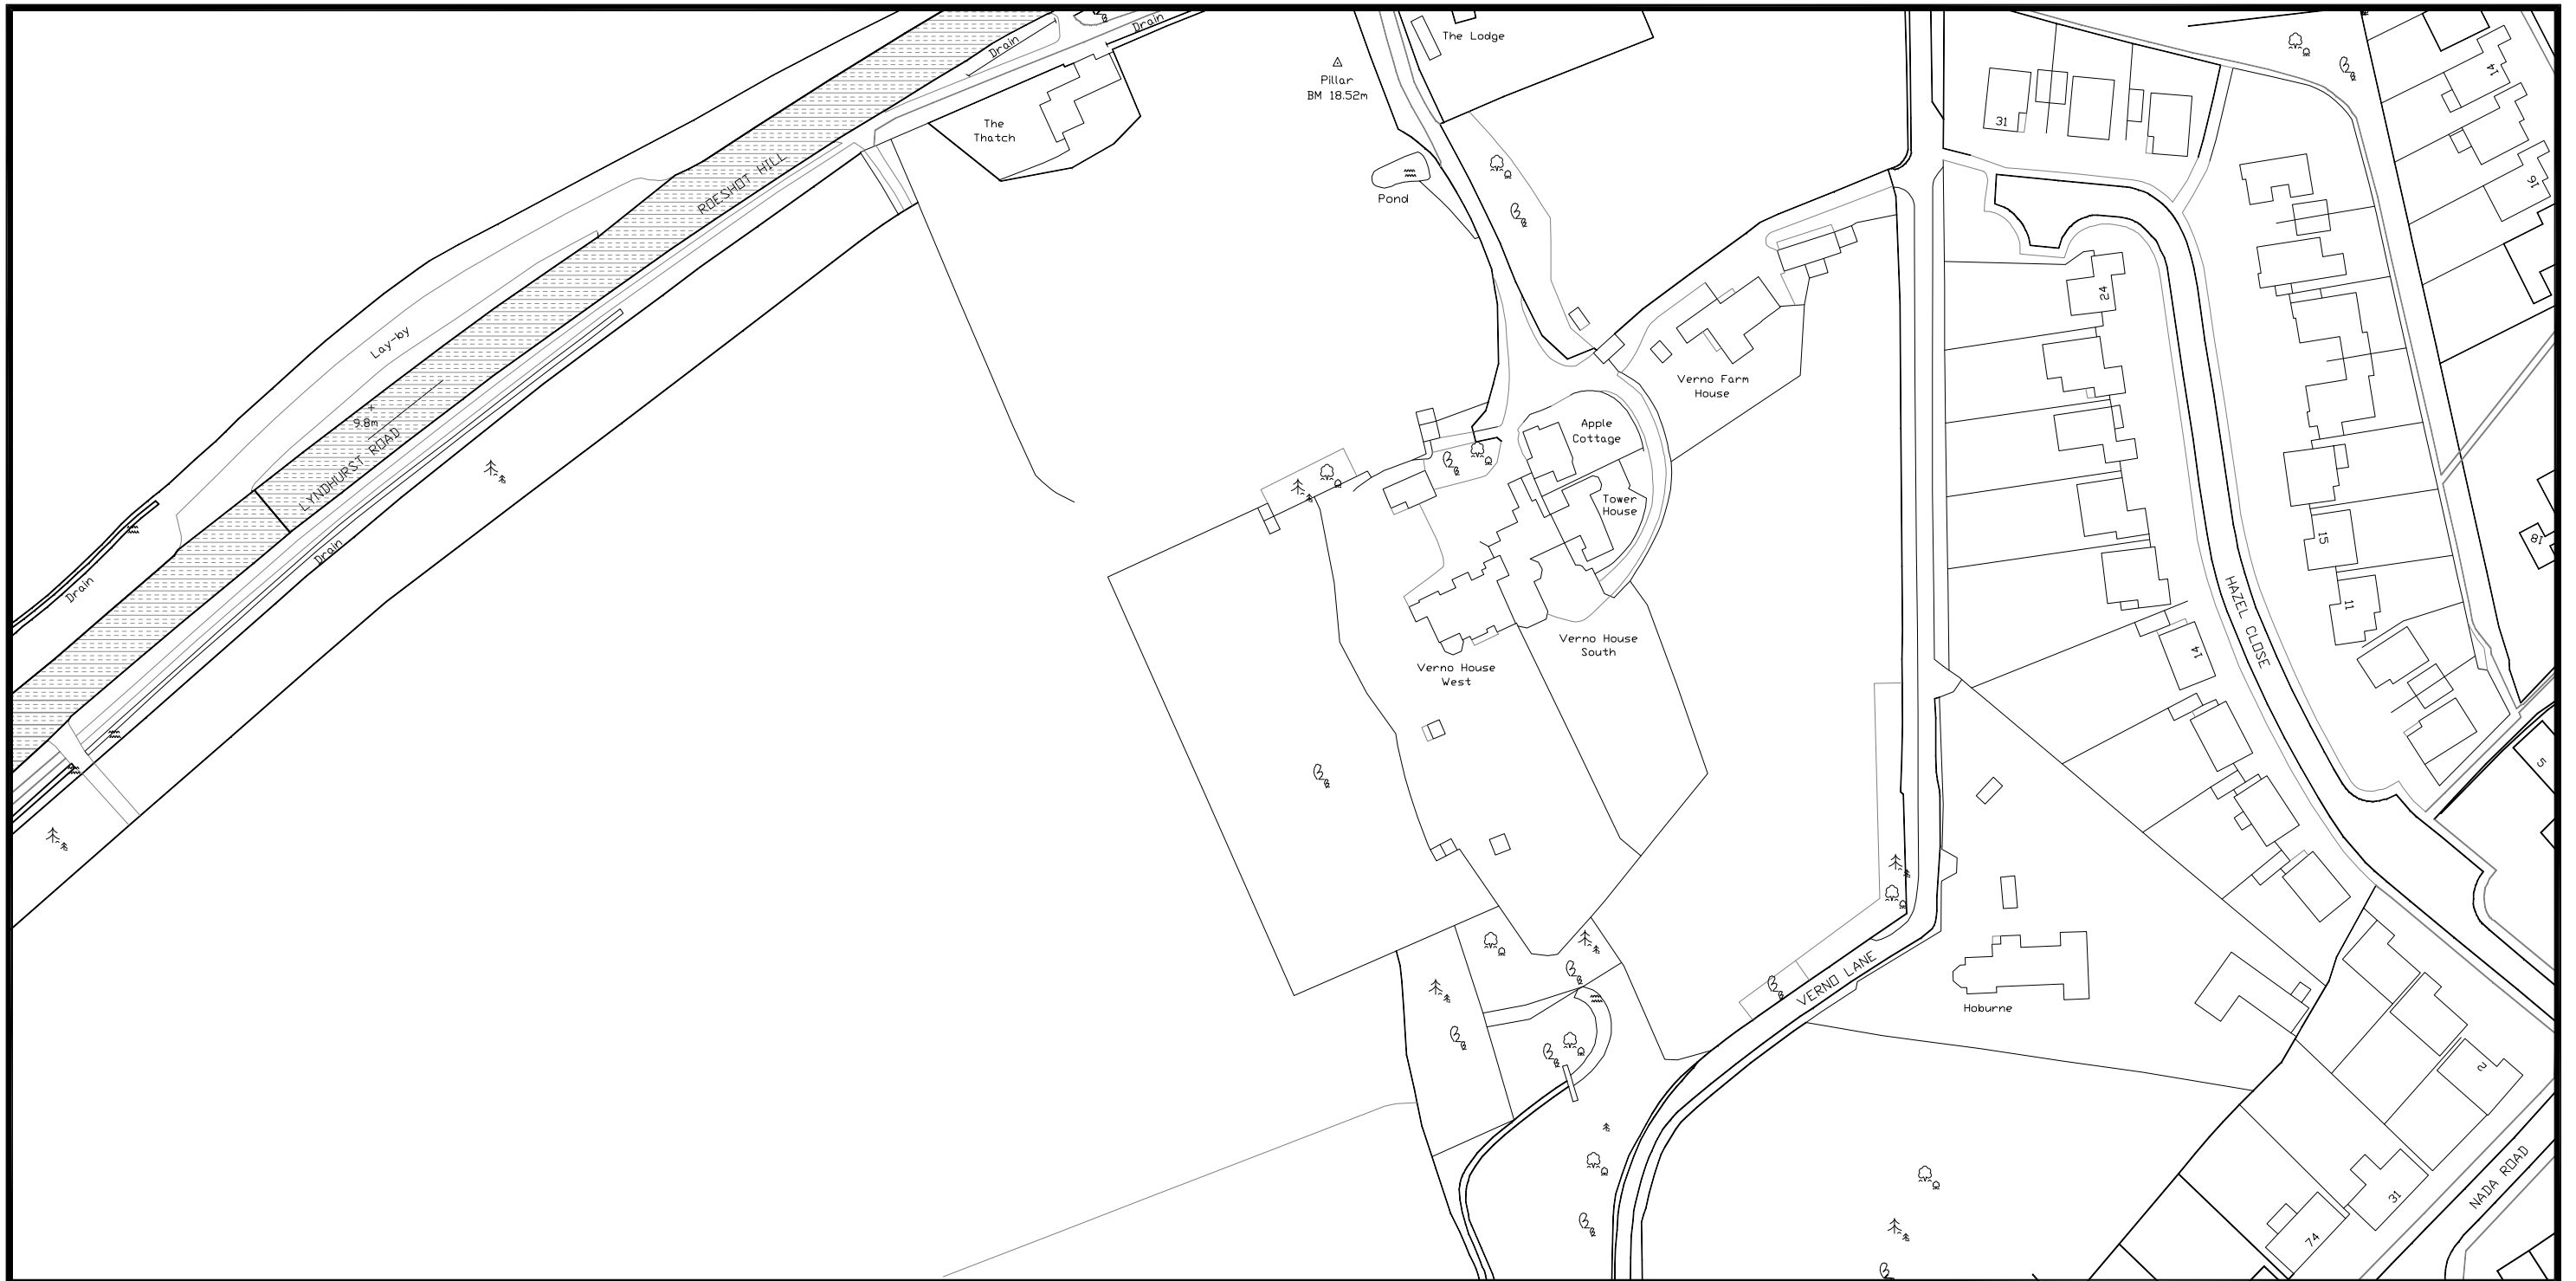 Drain
Drain
The Lodge
Pillar
BM 18.52m
The
Thatch
31
14
16
ROESHOT HILL
Pond
24
Lay-by
Verno Farm
House
9.8m
LYNDHURST ROAD
Apple
Cottage
Tower
House
Drain
Drain
15
18
11
HAZEL CLOSE
14
Verno House
South
Verno House
West
5
VERNO LANE
Hoburne
2
31
74
NADA ROAD